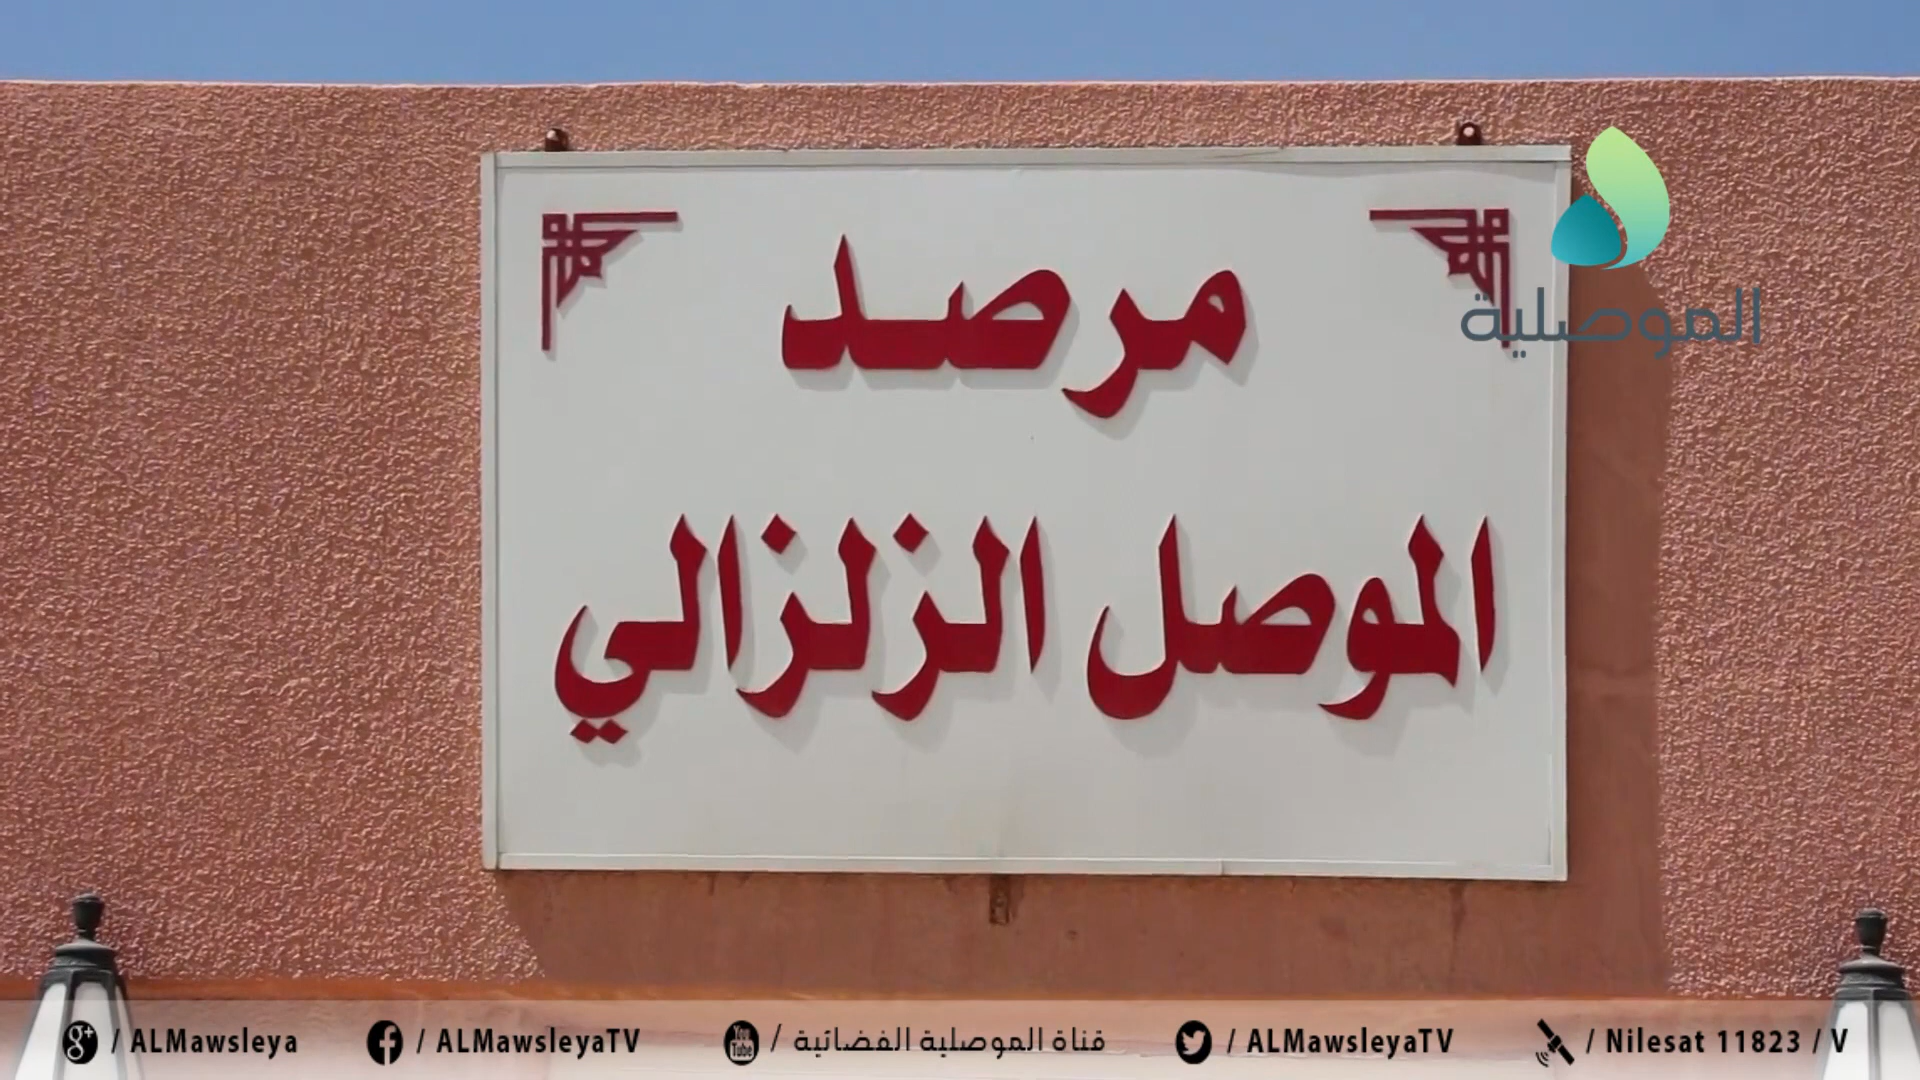 مرصد
الموصل الزلزالي
الموصلية
/ ALMawsleya
/ ALMawsleyaTV
/ قناة الموصلية الفضائية
/ ALMawsleyaTV
/ Nilesat 11823 / V